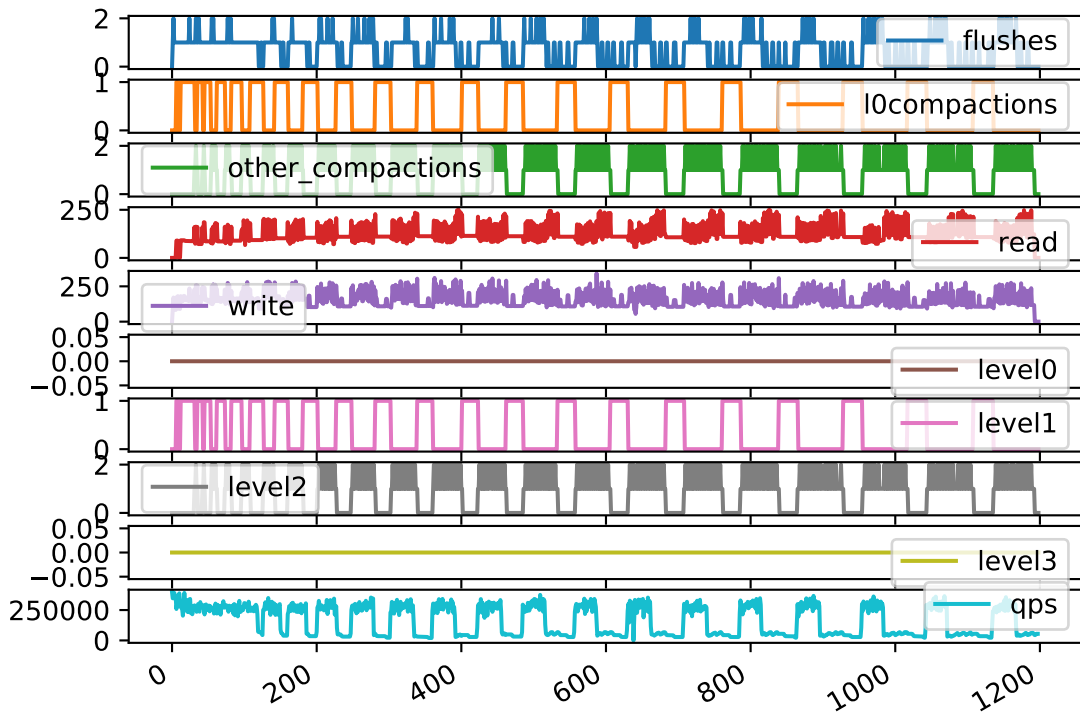 2
0
flushes
1
0
l0compactions
2
0
other_compactions
250
0
read
250
0
write
0.05
0.00
−0.05
level0
1
0
level1
2
0
level2
0.05
0.00
−0.05
level3
250000
0
qps
0 200 400 600 800 1000 1200